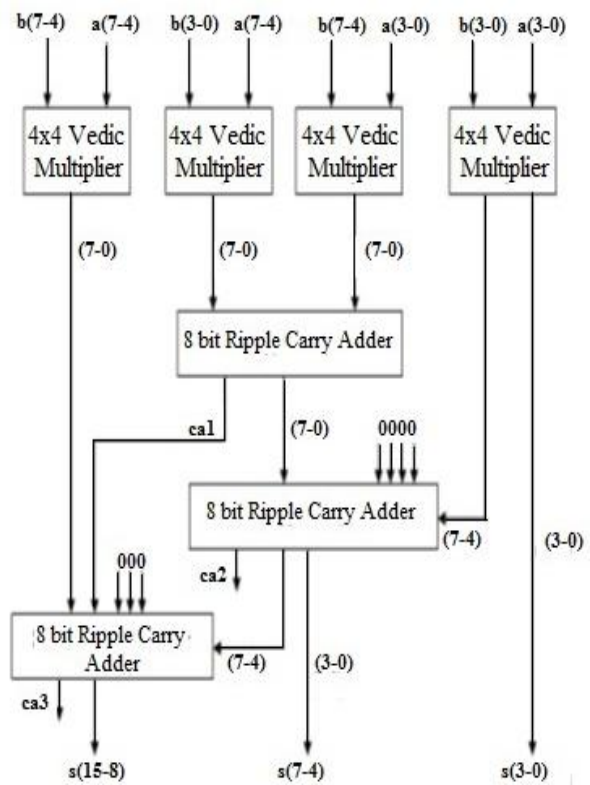 b(7-4) a(7-4) b(3-0) a(7-4) b(7-4) a(3-0) b(3-0) a(3-0)
4x4 Vedic
Multiplier
4x4 Vedic
Multiplier
4x4 Vedic
Multiplier
4x4 Vedic
Multiplier
(7-0)
(7-0)
(7-0)
8 bit Ripple Carry Adder
ca1
(7-0)
0000
8 bit Ripple Carry Adder
(7-4)
(3-0)
ca2
000
8 bit Ripple Carry
Adder
(7-4)
(3-0)
ca3
s(15-8)
s(7-4)
s(3-0)